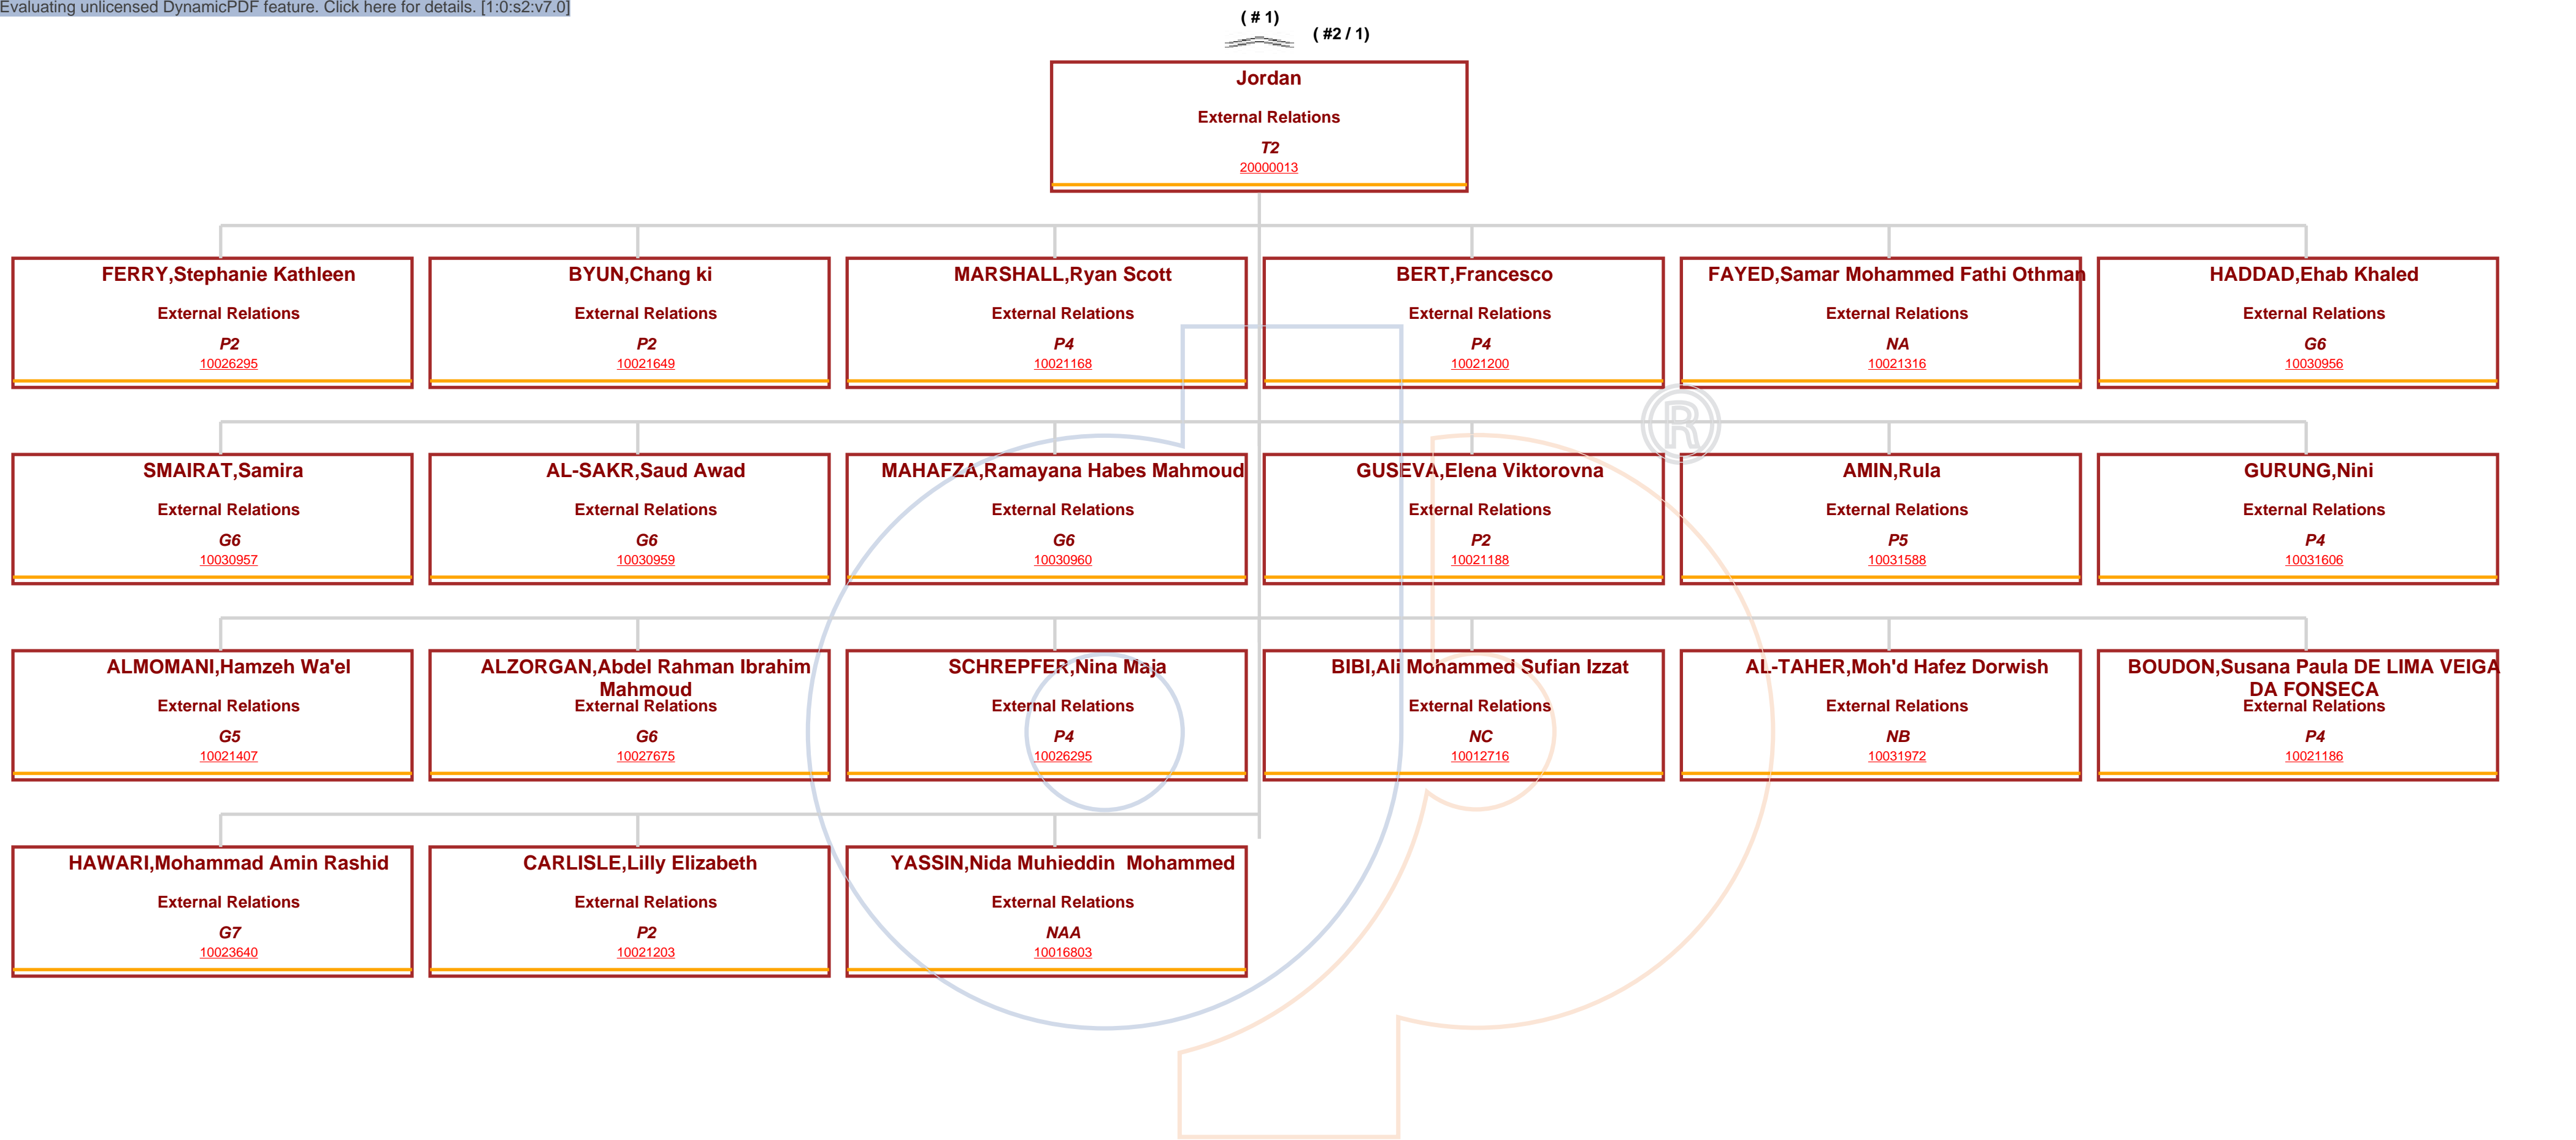 Evaluating unlicensed DynamicPDF feature. Click here for details. [1:0:s2:v7.0]
( # 1)
( #2 / 1)
Jordan
External Relations
T2
20000013
FERRY,Stephanie Kathleen
External Relations
P2
10026295
BYUN,Chang ki
External Relations
P2
10021649
MARSHALL,Ryan Scott
External Relations
P4
10021168
BERT,Francesco
External Relations
P4
10021200
FAYED,Samar Mohammed Fathi Othman
External Relations
NA
10021316
HADDAD,Ehab Khaled
External Relations
G6
10030956
SMAIRAT,Samira
External Relations
G6
10030957
AL-SAKR,Saud Awad
External Relations
G6
10030959
MAHAFZA,Ramayana Habes Mahmoud
External Relations
G6
10030960
GUSEVA,Elena Viktorovna
External Relations
P2
10021188
AMIN,Rula
External Relations
P5
10031588
GURUNG,Nini
External Relations
P4
10031606
ALMOMANI,Hamzeh Wa'el
External Relations
G5
10021407
ALZORGAN,Abdel Rahman Ibrahim
Mahmoud
External Relations
G6
10027675
SCHREPFER,Nina Maja
External Relations
P4
10026295
BIBI,Ali Mohammed Sufian Izzat
External Relations
NC
10012716
AL-TAHER,Moh'd Hafez Dorwish
External Relations
NB
10031972
BOUDON,Susana Paula DE LIMA VEIGA
DA FONSECA
External Relations
P4
10021186
HAWARI,Mohammad Amin Rashid
External Relations
G7
10023640
CARLISLE,Lilly Elizabeth
External Relations
P2
10021203
YASSIN,Nida Muhieddin  Mohammed
External Relations
NAA
10016803
®